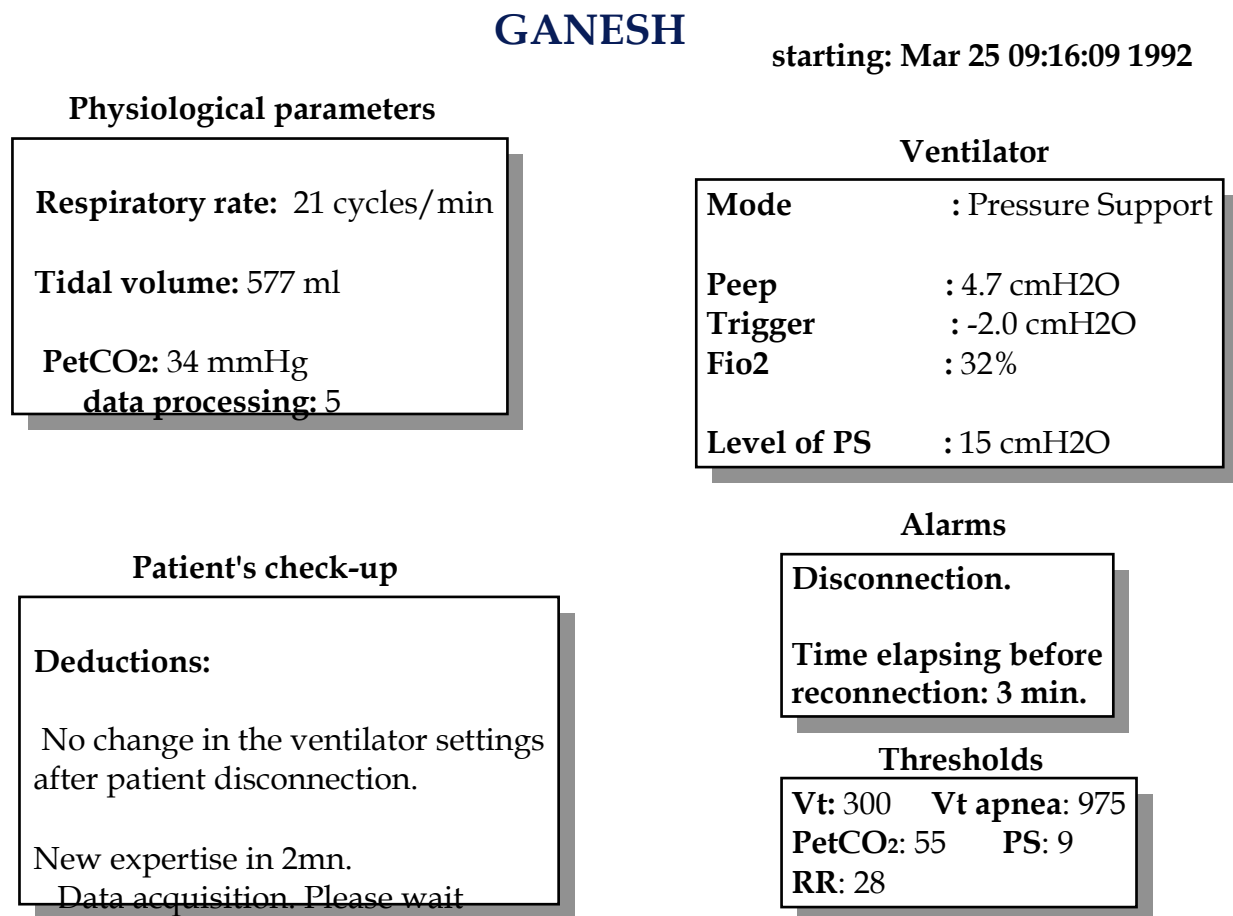 GANESH
starting: Mar 25 09:16:09 1992
Physiological parameters
Respiratory rate: 21 cycles/min
Tidal volume: 577 ml
PetCO2: 34 mmHg
data processing: 5
Ventilator
Mode : Pressure Support
Peep : 4.7 cmH2O
Trigger : -2.0 cmH2O
Fio2 : 32%
Level of PS : 15 cmH2O
Patient's check-up
Deductions:
No change in the ventilator settings
after patient disconnection.
New expertise in 2mn.
Data acquisition. Please wait
Alarms
Disconnection.
Time elapsing before
reconnection: 3 min.
Thresholds
Vt: 300 Vt apnea: 975
PetCO2: 55 PS: 9
RR: 28